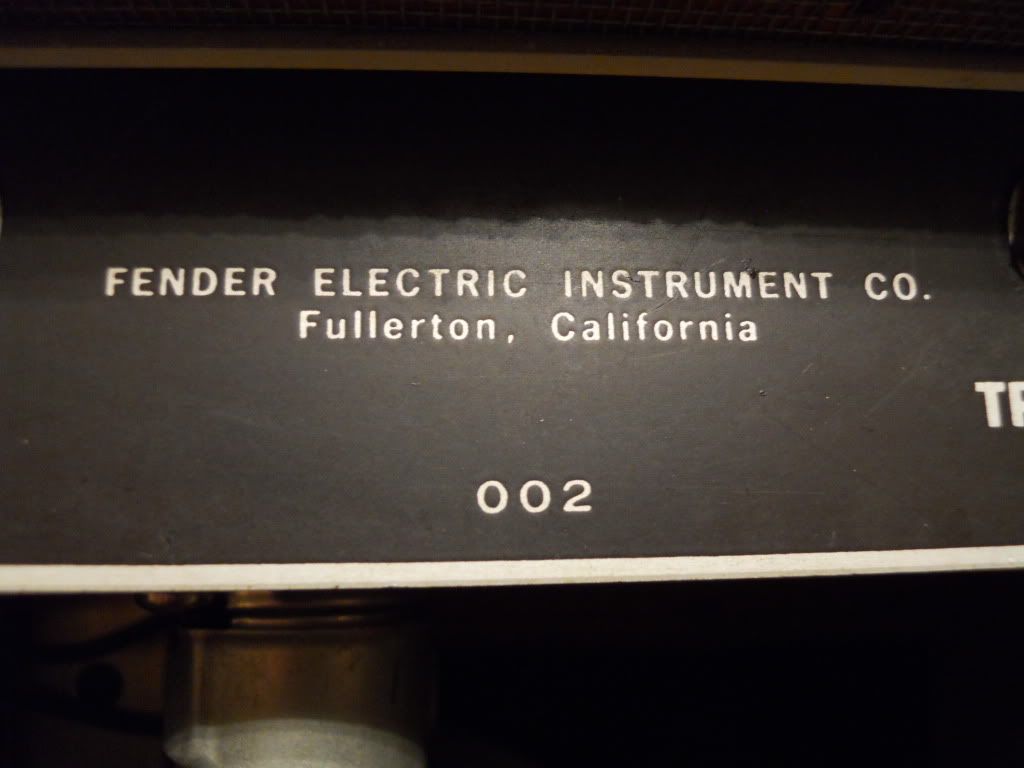 FENDER ELECTRIC INSTRUMENT CO.
Fullerton, California
002